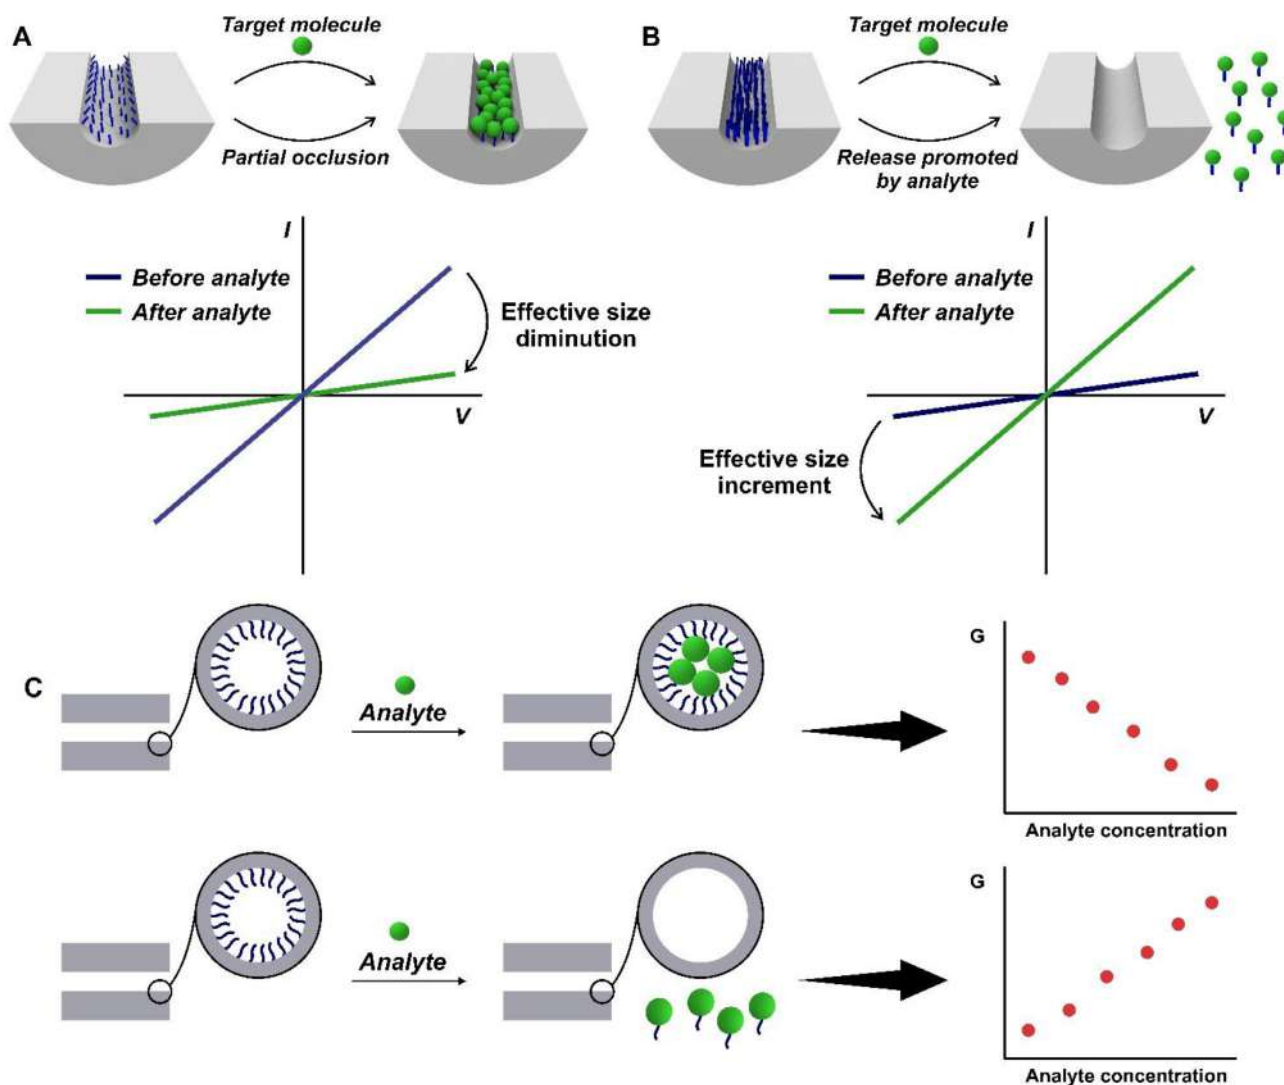 A
Target molecule
Partial occlusion
I
Before analyte
After analyte
Effective size
diminution
V
B
Target molecule
Release promoted
by analyte
I
Before analyte
After analyte
V
Effective size
increment
C
Analyte
G
Analyte concentration
Analyte
G
Analyte concentration